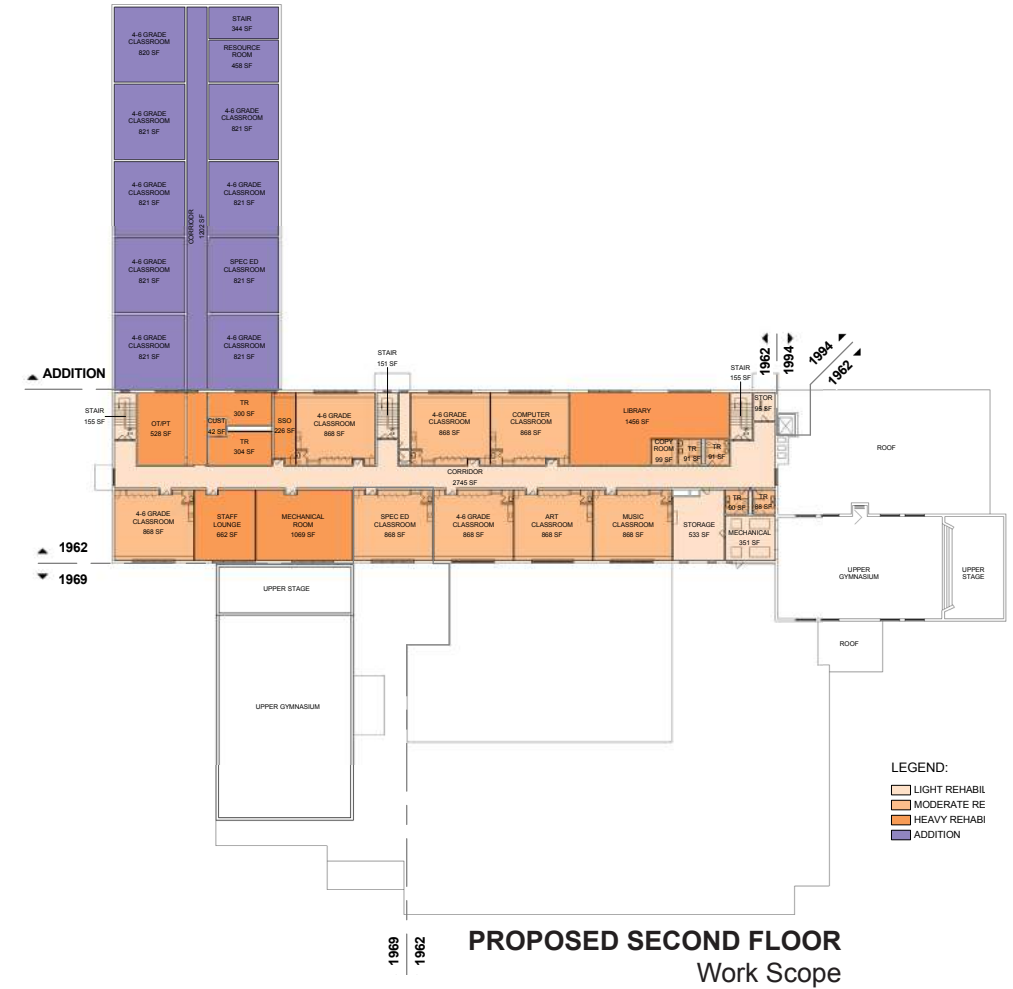 STAIR
344 SF
4-6 GRADE
CLASSROOM
820 SF
RESOURCE
ROOM
458 SF
4-6 GRADE
CLASSROOM
821 SF
4-6 GRADE
CLASSROOM
821 SF
4-6 GRADE
CLASSROOM
821 SF
4-6 GRADE
CLASSROOM
821 SF
CORRIDOR
1202 SF
4-6 GRADE
CLASSROOM
821 SF
SPEC ED
CLASSROOM
821 SF
4-6 GRADE
CLASSROOM
821 SF
4-6 GRADE
CLASSROOM
821 SF
ADDITION
STAIR
151 SF
STAIR
155 SF
1962
1994
1994
1962
STAIR
155 SF
OT/PT
528 SF
TR
300 SF
CUST
42 SF
TR
304 SF
SSO
226 SF
4-6 GRADE
CLASSROOM
868 SF
4-6 GRADE
CLASSROOM
868 SF
COMPUTER
CLASSROOM
868 SF
LIBRARY
1456 SF
COPY
ROOM
99 SF
TR
91 SF
TR
91 SF
STOR
95 SF
ROOF
CORRIDOR
2745 SF
4-6 GRADE
CLASSROOM
868 SF
STAFF
LOUNGE
662 SF
MECHANICAL
ROOM
1069 SF
SPEC ED
CLASSROOM
868 SF
4-6 GRADE
CLASSROOM
868 SF
ART
CLASSROOM
868 SF
MUSIC
CLASSROOM
868 SF
STORAGE
533 SF
TR
TR
MECHANICAL
351 SF
1962
1969
UPPER
GYMNASIUM
UPPER
STAGE
UPPER STAGE
ROOF
UPPER GYMNASIUM
LEGEND:
LIGHT REHABIL
MODERATE RE
HEAVY REHABI
ADDITION
1969
1962
PROPOSED SECOND FLOOR
Work Scope